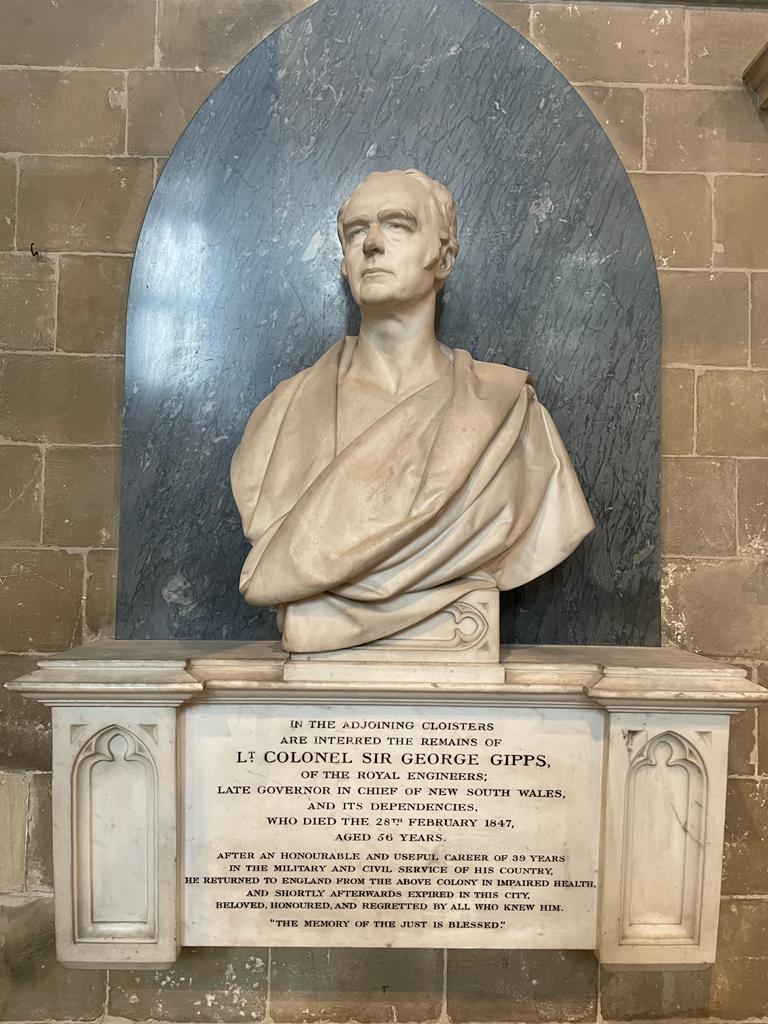 IN THE ADJOINING CLOISTERS
ARE INTERRED THE REMAINS OF
LT COLONEL SIR GEORGE GIPPS,
OF THE ROYAL ENGINEERS;
LATE GOVERNOR IN CHIEF OF NEW SOUTH WALES,
AND ITS DEPENDENCIES,
WHO DIED THE 28TH FEBRUARY 1847,
AGED 56 YEARS.
AFTER AN HONOURABLE AND USEFUL CAREER OF 39 YEARS
IN THE MILITARY AND CIVIL SERVICE OF HIS COUNTRY,
HE RETURNED TO ENGLAND FROM THE ABOVE COLONY IN IMPAIRED HEALTH,
AND SHORTLY AFTERWARDS EXPIRED IN THIS CITY,
BELOVED, HONOURED, AND REGRETTED BY ALL WHO KNEW HIM.
"THE MEMORY OF THE JUST IS BLESSED."